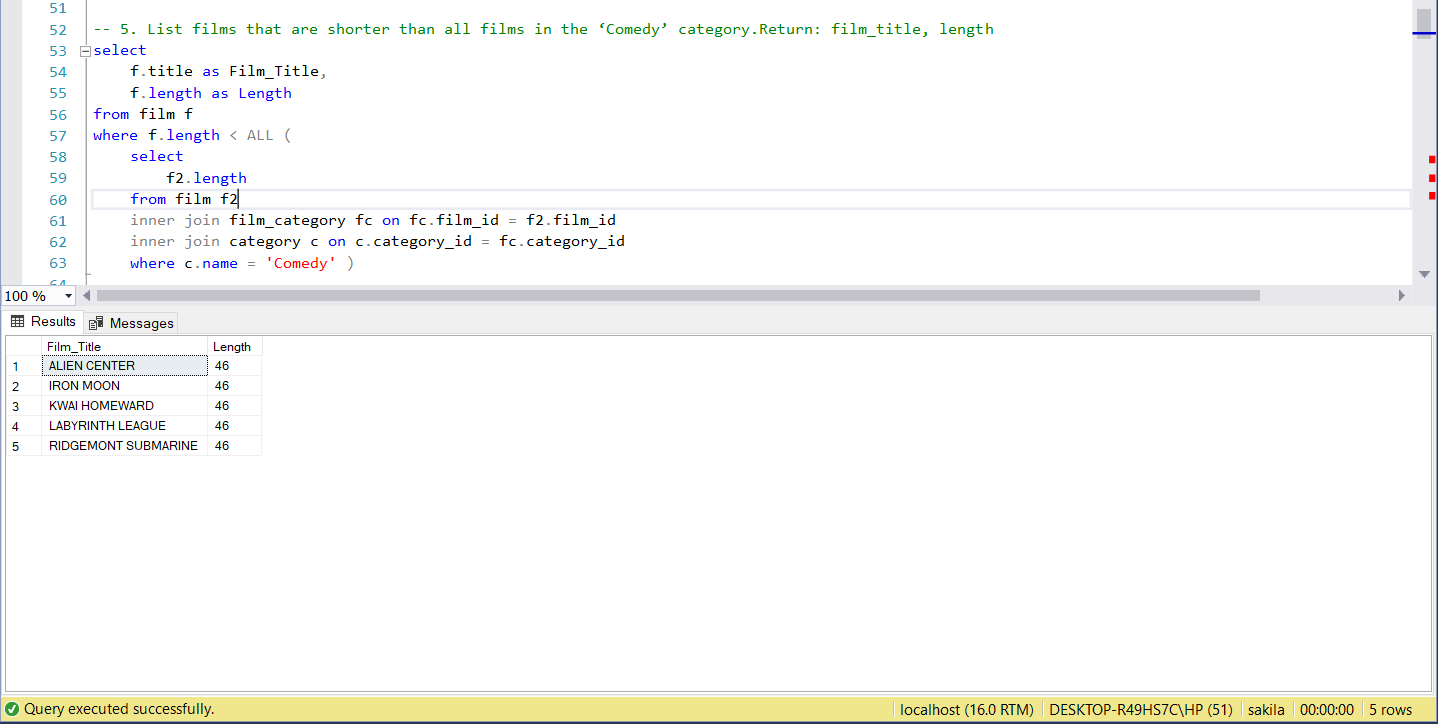 51
52 -- 5. List films that are shorter than all films in the ‘Comedy’ category.Return: film_title, length
53 select
54 f.title as Film_Title,
55 f.length as Length
56 from film f
57 where f.length < ALL (
58 select
59 f2.length
60 from film f2
61 inner join film_category fc on fc.film_id = f2.film_id
62 inner join category c on c.category_id = fc.category_id
63 where c.name = 'Comedy' )
64
100 %
Results Messages
Film_Title Length
1 ALIEN CENTER 46
2 IRON MOON 46
3 KWAI HOMEWARD 46
4 LABYRINTH LEAGUE 46
5 RIDGEMONT SUBMARINE 46
Query executed successfully. localhost (16.0 RTM) DESKTOP-R49HS7C\HP (51) sakila 00:00:00 5 rows